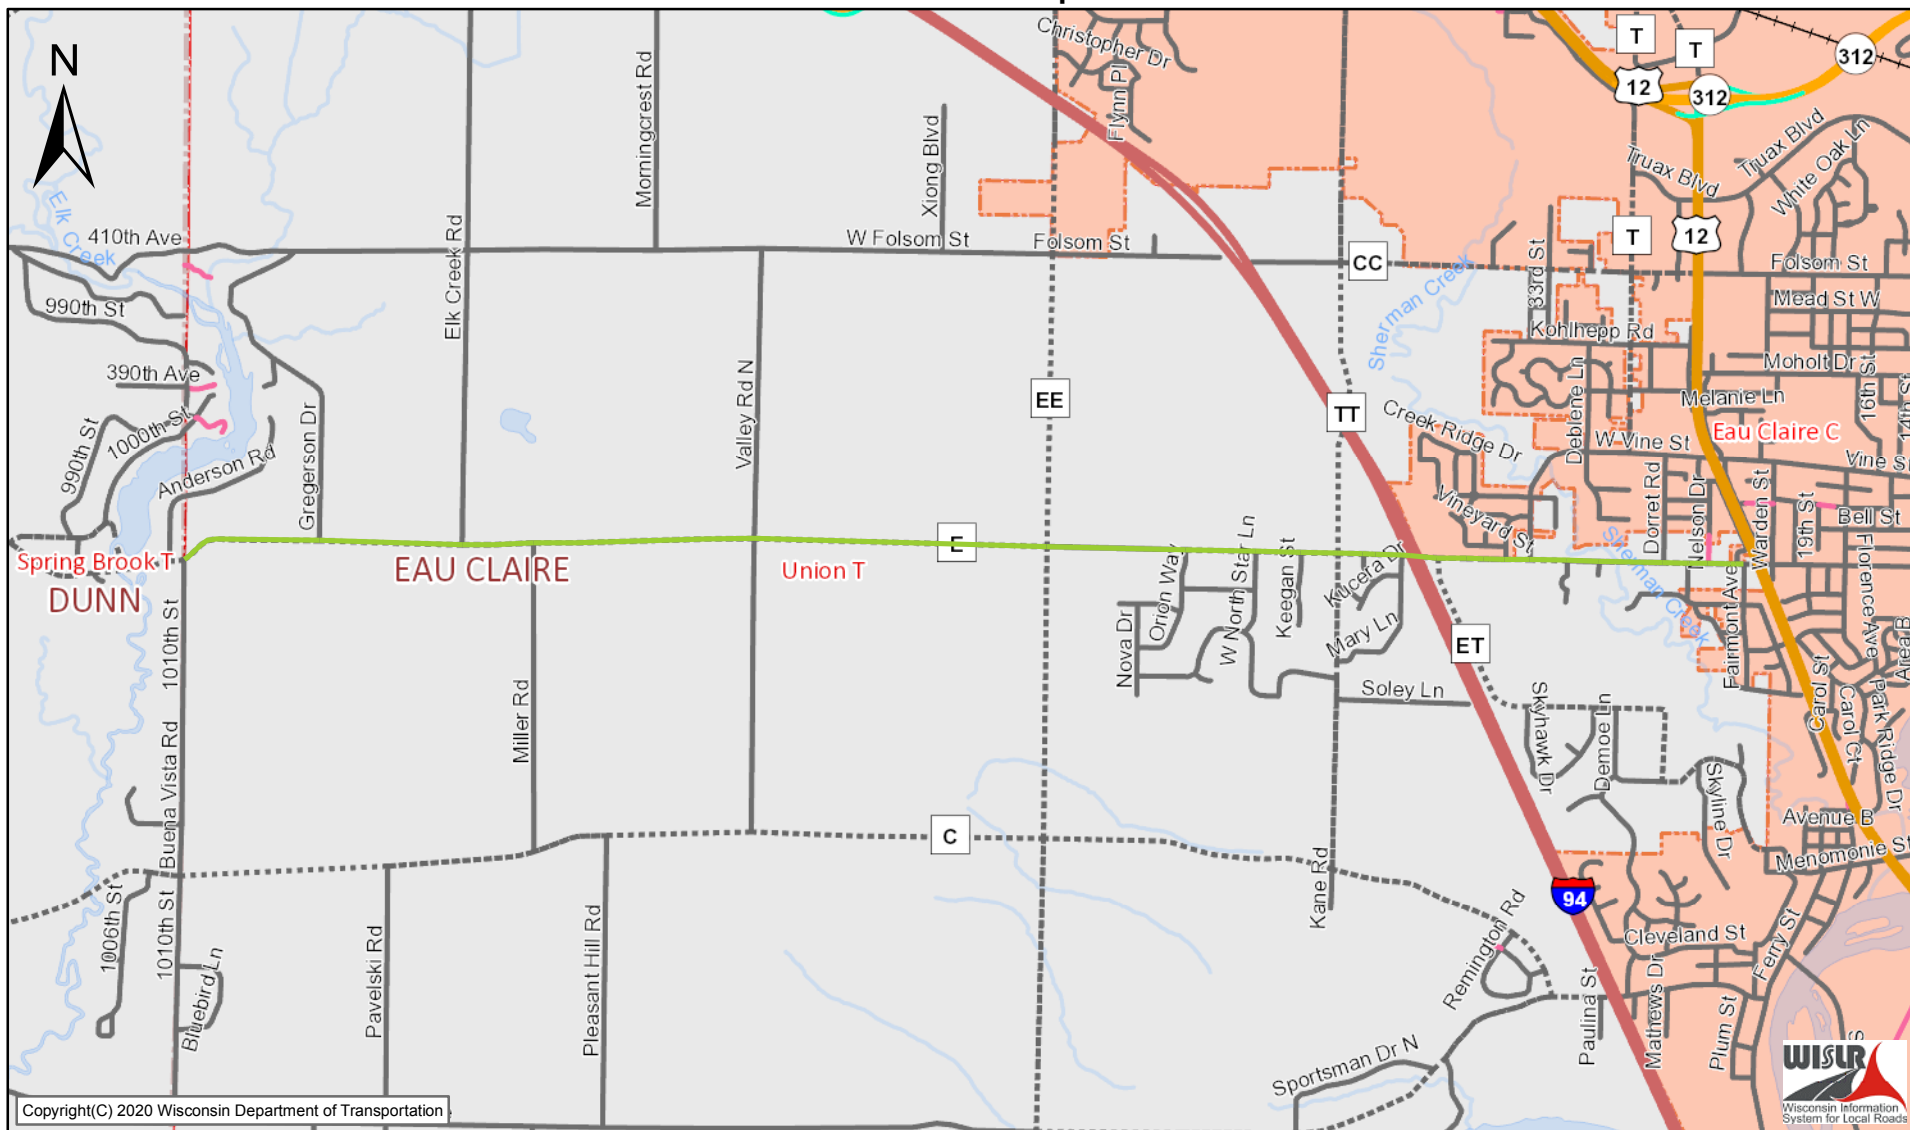 N
Christopher Dr
Flynn Pl
T
T
312
12
312
Truax Blvd
Truax Blvd
White Oak Ln
Morningcrest Rd
Xiong Blvd
Elk Creek
410th Ave
Elk Creek Rd
W Folsom St
Folsom St
CC
T
12
33rd St
Folsom St
Sherman Creek
990th St
Mead St W
Kohlhepp Rd
390th Ave
Moholt Dr
19th St
14th St
Valley Rd N
EE
TT
Deblene Ln
Melanie Ln
Creek Ridge Dr
Eau Claire C
990th St
1000th St
Anderson Rd
Gregerson Dr
W Vine St
Vine St
Vineyard St
Dorret Rd
Nelson Dr
Warden St
19th St
Bell St
E
Spring Brook T
DUNN
EAU CLAIRE
Union T
Orion Way
W North Star Ln
Keegan St
Kucera Dr
Mary Ln
Nova Dr
Sherman Creek
Fairmont Ave
Florence Ave
Area B
1010th St
Miller Rd
ET
Soley Ln
Skyhawk Dr
Demoe Ln
Carol St
Carol Ct
Park Ridge Dr
Buena Vista Rd
Skyline Dr
C
Avenue B
Menomonie St
Kane Rd
94
1006th St
1010th St
Bluebird Ln
Pavelski Rd
Pleasant Hill Rd
Remington Rd
Cleveland St
Ferry St
Paulina St
Mathews Dr
Plum St
Sportsman Dr N
Copyright(C) 2020 Wisconsin Department of Transportation
WISLR
Wisconsin Information
System for Local Roads